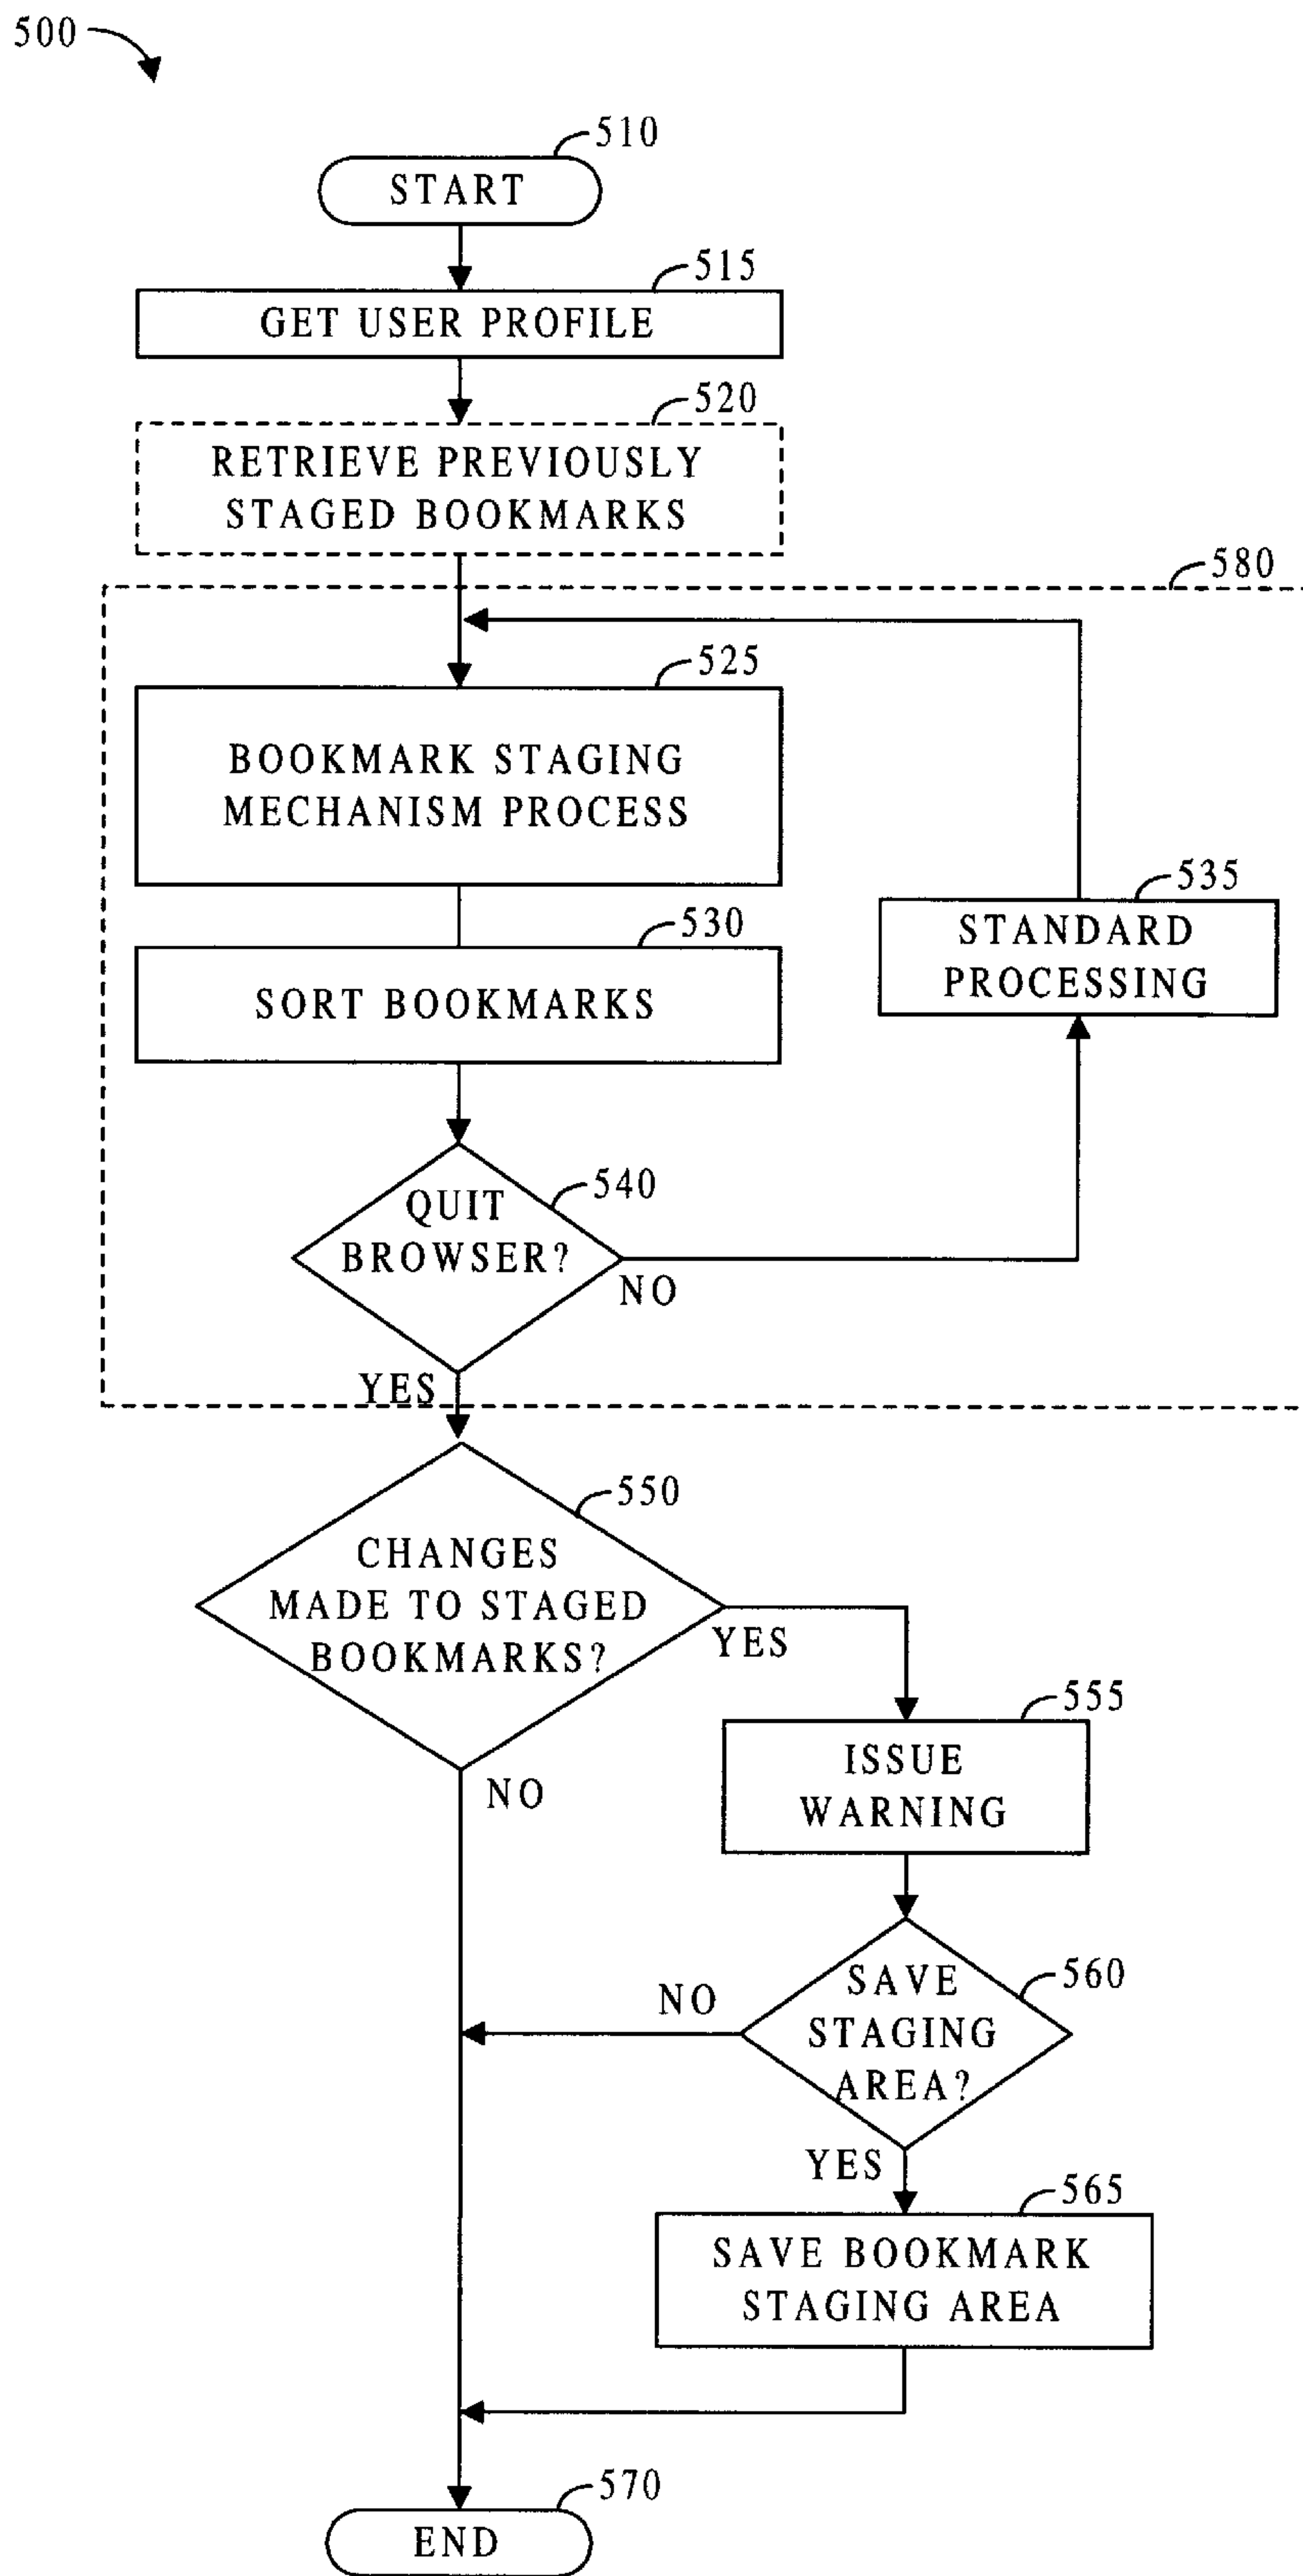 500
510
START
515
GET USER PROFILE
520
RETRIEVE PREVIOUSLY
STAGED BOOKMARKS
580
525
BOOKMARK STAGING
MECHANISM PROCESS
535
STANDARD
PROCESSING
530
SORT BOOKMARKS
540
QUIT
BROWSER?
NO
YES
550
CHANGES
MADE TO STAGED
BOOKMARKS?
YES
NO
555
ISSUE
WARNING
560
SAVE
STAGING
AREA?
NO
YES
565
SAVE BOOKMARK
STAGING AREA
570
END